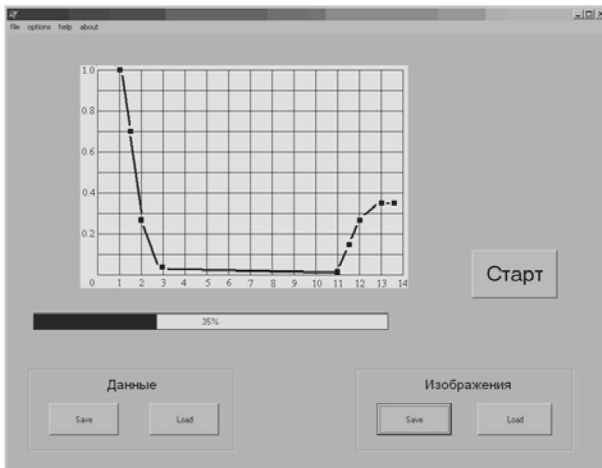 file options help about
1.0
0.8
0.6
0.4
0.2
0 1 2 3 4 5 6 7 8 9 10 11 12 13 14
Старт
35%
Данные
Изображения
Save Load
Save Load